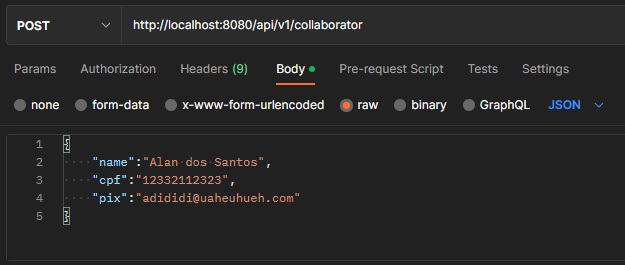 POST http://localhost:8080/api/v1/collaborator
Params Authorization Headers (9) Body Pre-request Script Tests Settings
none form-data x-www-form-urlencoded raw binary GraphQL JSON
1 {
2 "name":"Alan dos Santos",
3 "cpf":"12332112323",
4 "pix":"adididi@uaheuhueh.com"
5 }